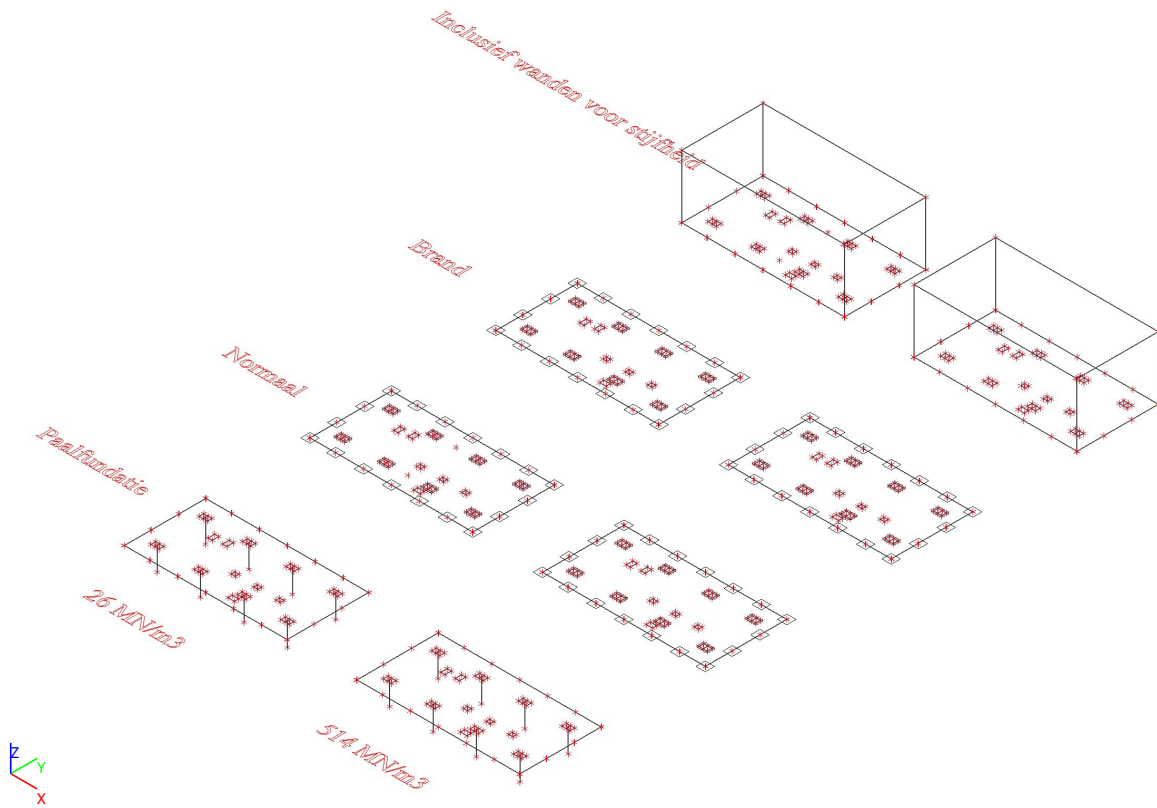 Inclusief wanden voor stijfheid
Brand
Normaal
Paalfundatie
26 MN/m3
514 MN/m3
Z
Y
X